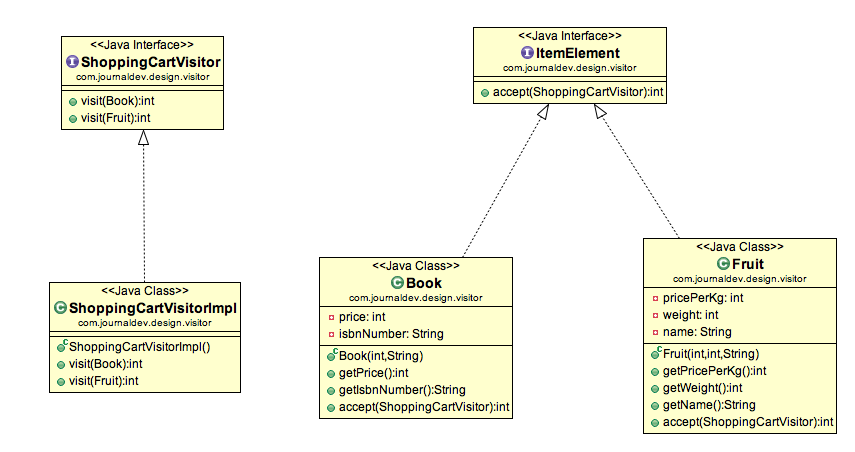 <<Java Interface>>
I ShoppingCartVisitor
com.journaldev.design.visitor
visit(Book):int
visit(Fruit):int
<<Java Interface>>
I ItemElement
com.journaldev.design.visitor
accept(ShoppingCartVisitor):int
<<Java Class>>
C ShoppingCartVisitorImpl
com.journaldev.design.visitor
C ShoppingCartVisitorImpl()
visit(Book):int
visit(Fruit):int
<<Java Class>>
C Book
com.journaldev.design.visitor
price: int
isbnNumber: String
C Book(int,String)
getPrice():int
getIsbnNumber():String
accept(ShoppingCartVisitor):int
<<Java Class>>
C Fruit
com.journaldev.design.visitor
pricePerKg: int
weight: int
name: String
C Fruit(int,int,String)
getPricePerKg():int
getWeight():int
getName():String
accept(ShoppingCartVisitor):int